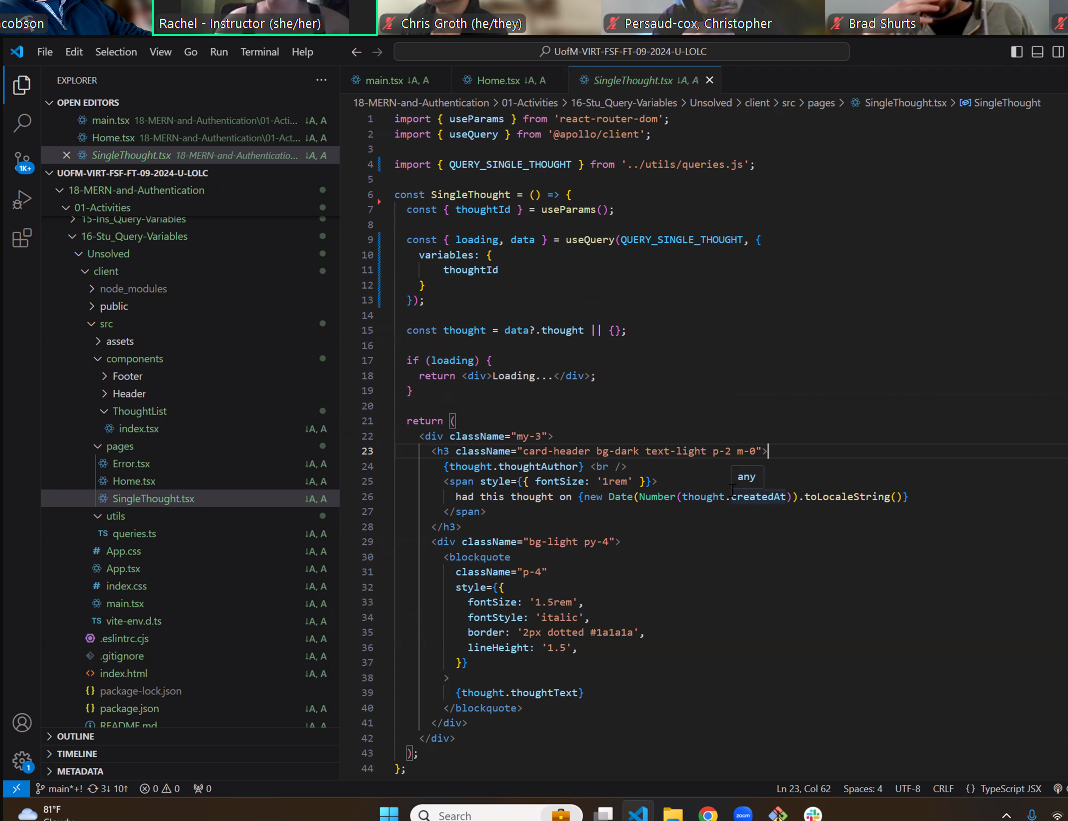 cobson
Rachel - Instructor (she/her)
Chris Groth (he/they)
Persaud-cox, Christopher
Brad Shurts
File Edit Selection View Go Run Terminal Help
UofM-VIRT-FSF-FT-09-2024-U-LOLC
EXPLORER
OPEN EDITORS
main.tsx 18-MERN-and-Authentication\01-Acti... ↓A, A
Home.tsx 18-MERN-and-Authentication\01-Act... ↓A, A
SingleThought.tsx 18-MERN-and-Authenticatio... ↓A, A
1K+
UOFM-VIRT-FSF-FT-09-2024-U-LOLC
18-MERN-and-Authentication
01-Activities
15-Ins_Query-Variables
16-Stu_Query-Variables
Unsolved
client
node_modules
public
src
assets
components
Footer
Header
ThoughtList
index.tsx ↓A, A
pages
Error.tsx ↓A, A
Home.tsx ↓A, A
SingleThought.tsx ↓A, A
utils
TS queries.ts ↓A, A
# App.css ↓A, A
App.tsx ↓A, A
# index.css ↓A, A
main.tsx ↓A, A
TS vite-env.d.ts ↓A, A
.eslintrc.cjs ↓A, A
.gitignore ↓A, A
<> index.html ↓A, A
{} package-lock.json
{} package.json ↓A, A
README.md ↓A, A
OUTLINE
TIMELINE
METADATA
1
main.tsx ↓A, A
Home.tsx ↓A, A
SingleThought.tsx ↓A, A
18-MERN-and-Authentication > 01-Activities > 16-Stu_Query-Variables > Unsolved > client > src > pages > SingleThought.tsx > SingleThought
1 import { useParams } from 'react-router-dom';
2 import { useQuery } from '@apollo/client';
3
4 import { QUERY_SINGLE_THOUGHT } from '../utils/queries.js';
5
6 const SingleThought = () => {
7 const { thoughtId } = useParams();
8
9 const { loading, data } = useQuery(QUERY_SINGLE_THOUGHT, {
10 variables: {
11 thoughtId
12 }
13 });
14
15 const thought = data?.thought || {};
16
17 if (loading) {
18 return <div>Loading...</div>;
19 }
20
21 return (
22 <div className="my-3">
23 <h3 className="card-header bg-dark text-light p-2 m-0">
24 {thought.thoughtAuthor} <br />
any
25 <span style={{ fontSize: '1rem' }}>
26 had this thought on {new Date(Number(thought.createdAt)).toLocaleString()}
27 </span>
28 </h3>
29 <div className="bg-light py-4">
30 <blockquote
31 className="p-4"
32 style={{
33 fontSize: '1.5rem',
34 fontStyle: 'italic',
35 border: '2px dotted #1a1a1a',
36 lineHeight: '1.5',
37 }}
38 >
39 {thought.thoughtText}
40 </blockquote>
41 </div>
42 </div>
43 );
44 };
main*+! 3↓ 10↑ 0 0 0 Ln 23, Col 62 Spaces: 4 UTF-8 CRLF {} TypeScript JSX
81°F
Search
zoom